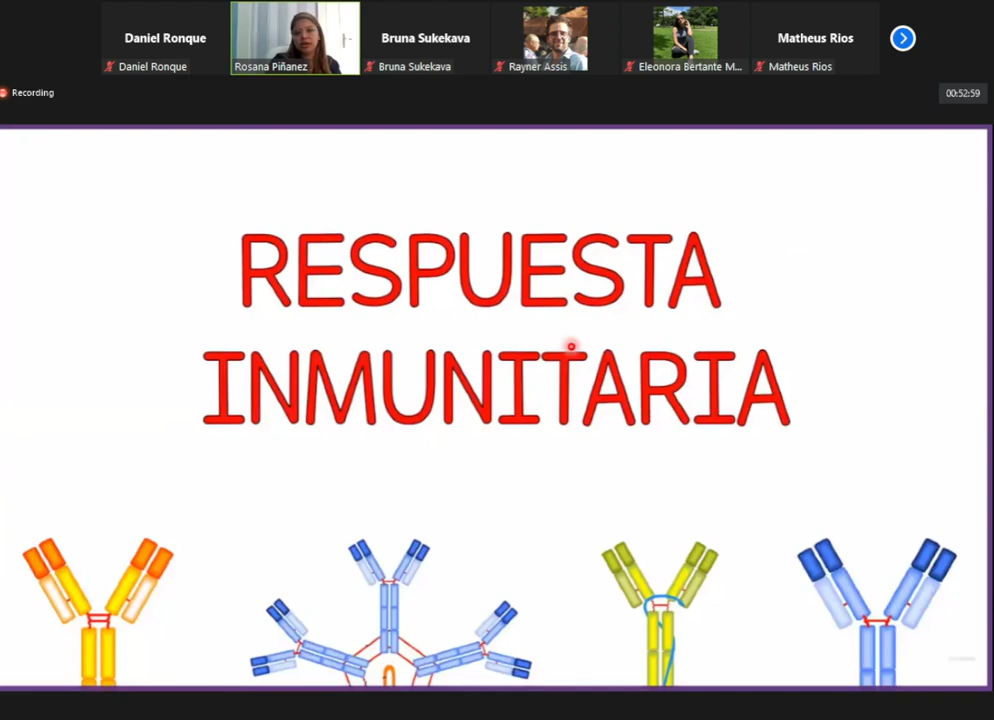 Daniel Ronque
Bruna Sukekava
Matheus Rios
Daniel Ronque
Rosana Piñanez
Bruna Sukekava
Rayner Assis
Eleonora Bertante M...
Matheus Rios
Recording
00:52:59
RESPUESTA
INMUNITARIA